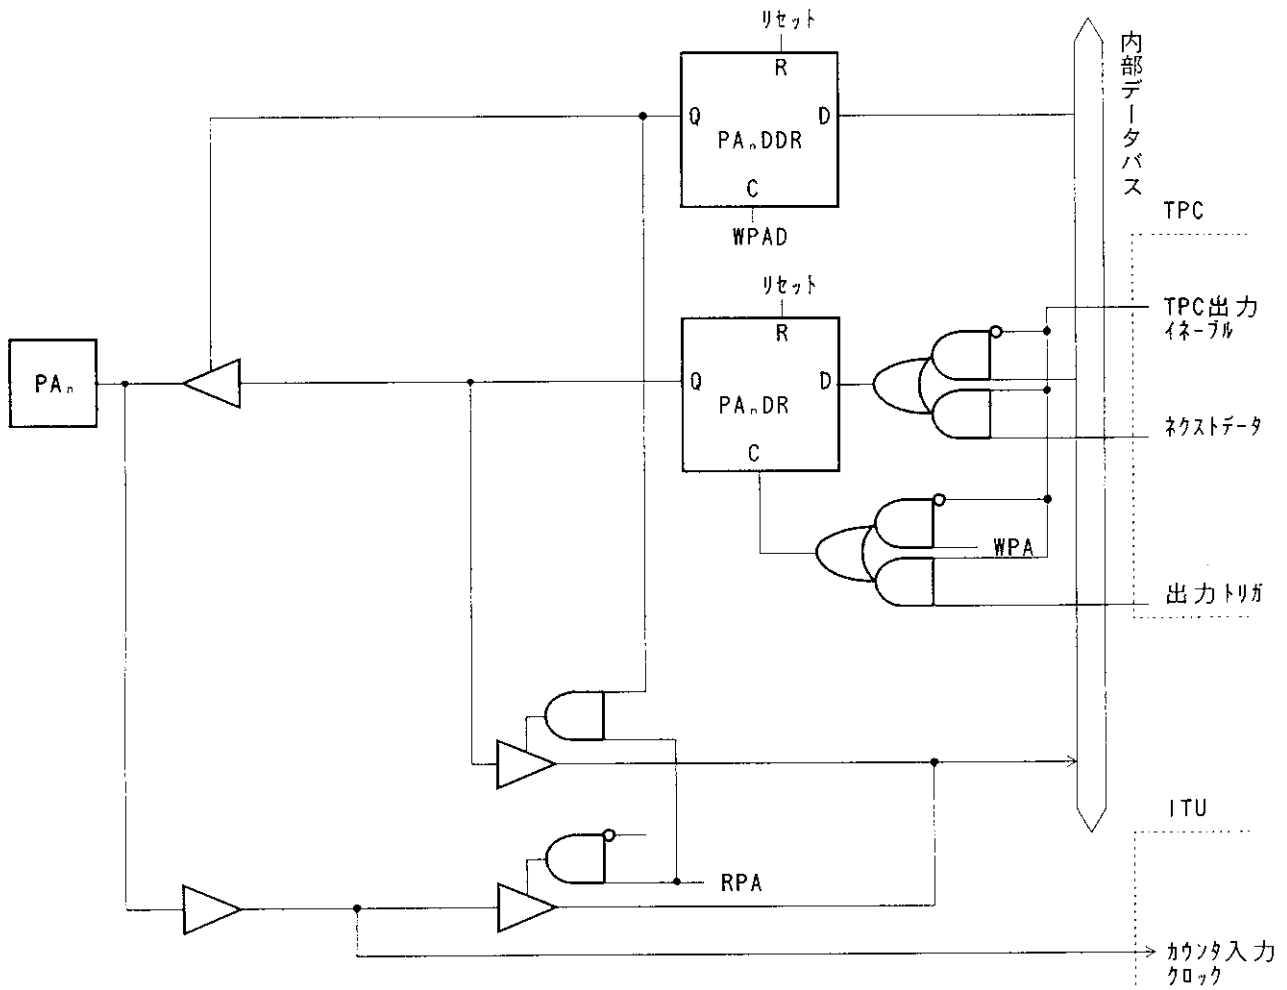 リセット
R
Q
D
PAnDDR
C
WPAD
内部データバス
TPC
リセット
R
Q
D
PAnDR
C
PAn
TPC出力
イネーブル
ネクストデータ
WPA
出力トリガ
RPA
ITU
カウンタ入力
クロック